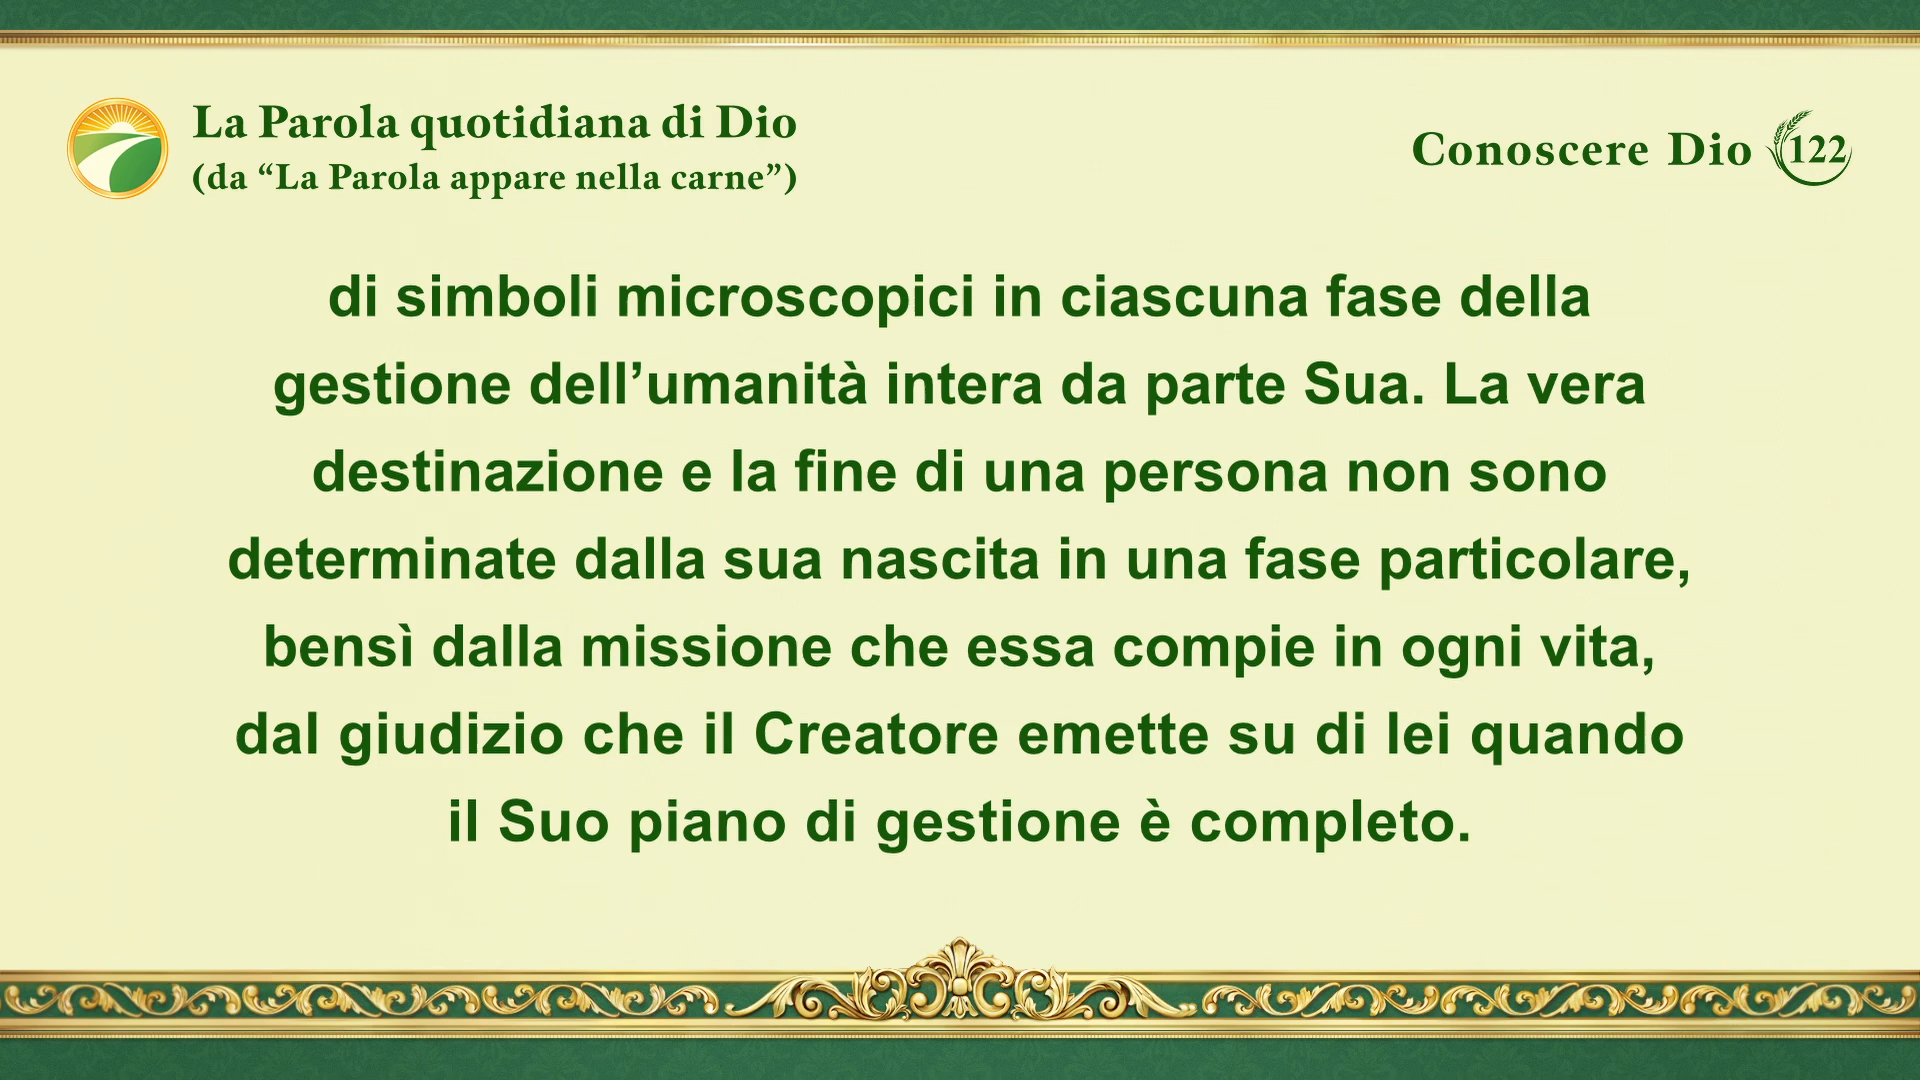 La Parola quotidiana di Dio
(da “La Parola appare nella carne”)
Conoscere Dio 122
di simboli microscopici in ciascuna fase della
gestione dell’umanità intera da parte Sua. La vera
destinazione e la fine di una persona non sono
determinate dalla sua nascita in una fase particolare,
bensì dalla missione che essa compie in ogni vita,
dal giudizio che il Creatore emette su di lei quando
il Suo piano di gestione è completo.